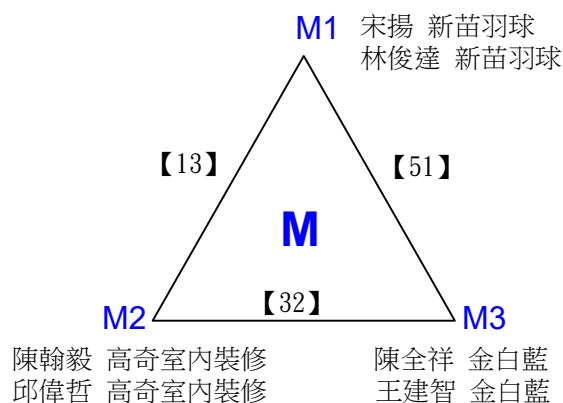 M1 宋揚 新苗羽球
林俊達 新苗羽球
【13】 【51】
M
【32】
M2 M3
陳翰毅 高奇室內裝修 陳全祥 金白藍
邱偉哲 高奇室內裝修 王建智 金白藍